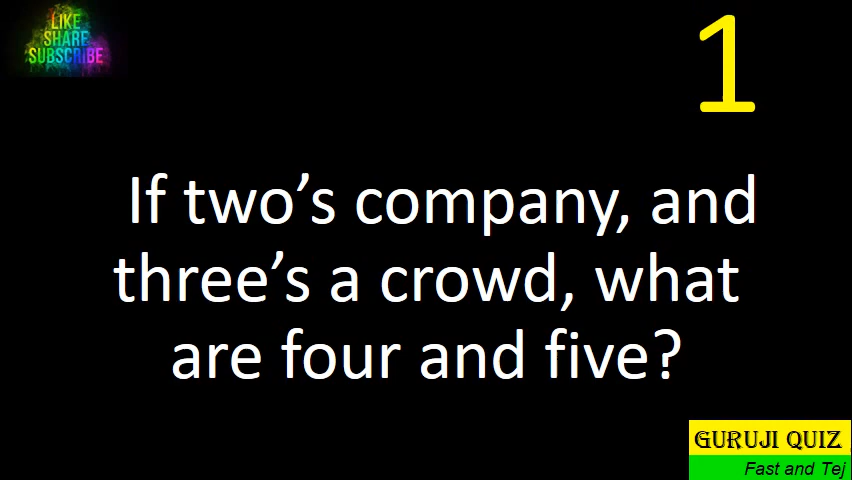 LIKE
SHARE
SUBSCRIBE
1
If two’s company, and
three’s a crowd, what
are four and five?
GURUJI QUIZ
Fast and Tej